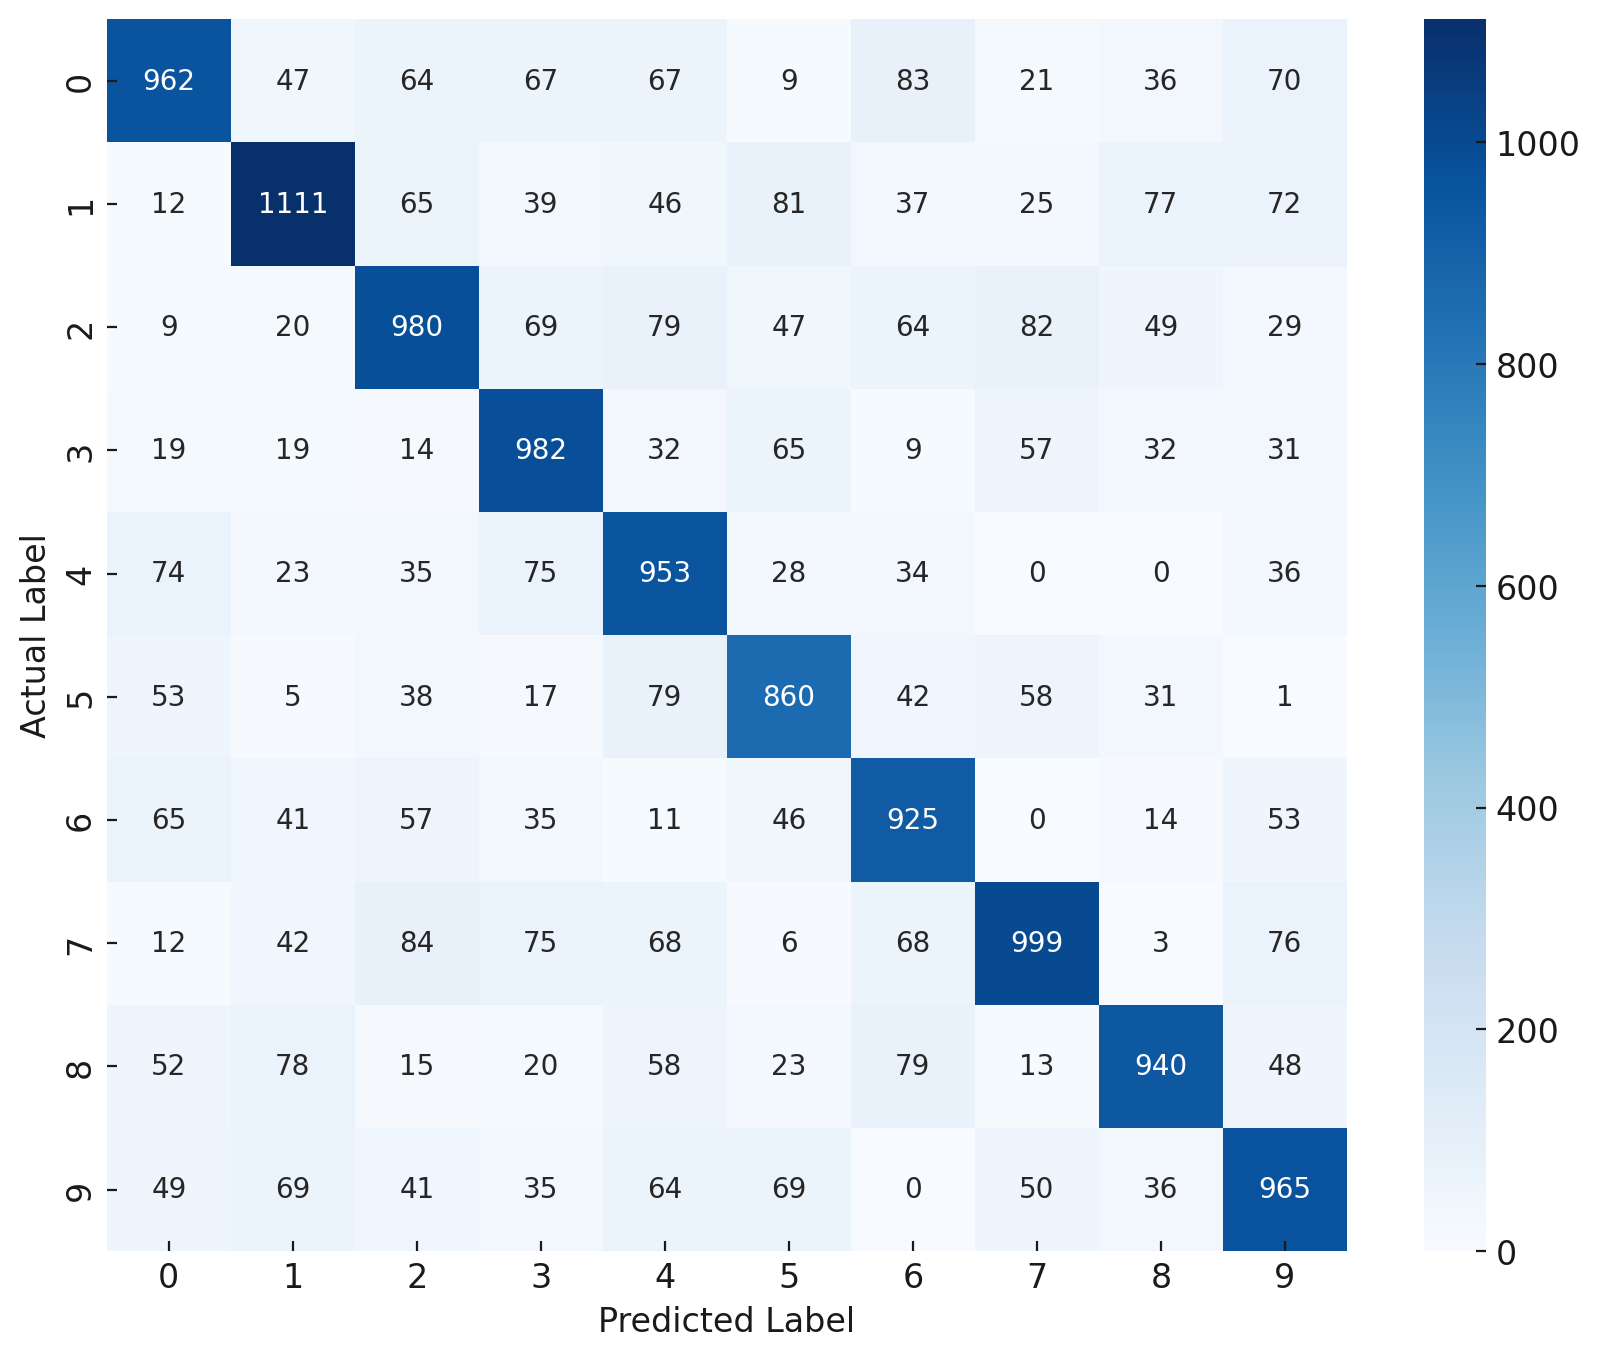 0 962 47 64 67 67 9 83 21 36 70
1 12 1111 65 39 46 81 37 25 77 72
2 9 20 980 69 79 47 64 82 49 29
3 19 19 14 982 32 65 9 57 32 31
4 74 23 35 75 953 28 34 0 0 36
5 53 5 38 17 79 860 42 58 31 1
6 65 41 57 35 11 46 925 0 14 53
7 12 42 84 75 68 6 68 999 3 76
8 52 78 15 20 58 23 79 13 940 48
9 49 69 41 35 64 69 0 50 36 965
0 1 2 3 4 5 6 7 8 9
Predicted Label
Actual Label
1000
800
600
400
200
0